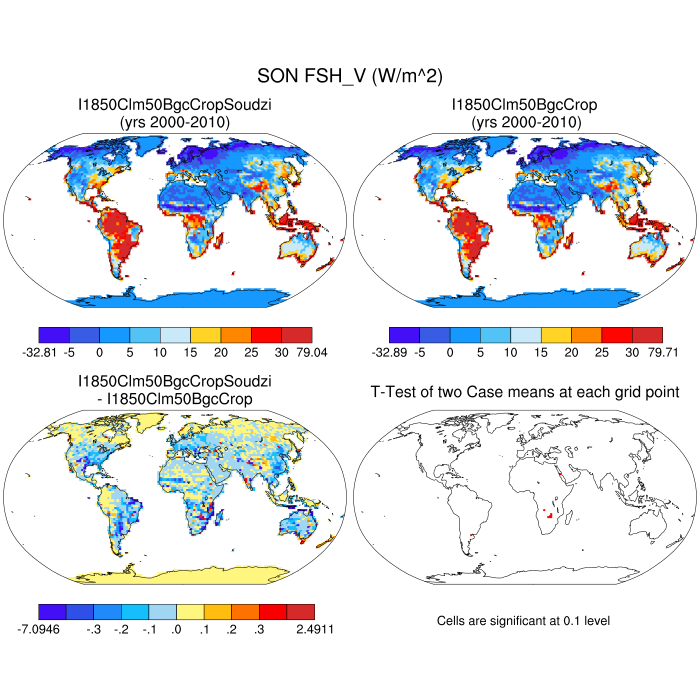 SON FSH_V (W/m^2)
I1850Clm50BgcCropSoudzi
(yrs 2000-2010)
I1850Clm50BgcCrop
(yrs 2000-2010)
-32.81 -5 0 5 10 15 20 25 30 79.04
-32.89 -5 0 5 10 15 20 25 30 79.71
I1850Clm50BgcCropSoudzi
- I1850Clm50BgcCrop
T-Test of two Case means at each grid point
-7.0946 -.3 -.2 -.1 .0 .1 .2 .3 2.4911
Cells are significant at 0.1 level